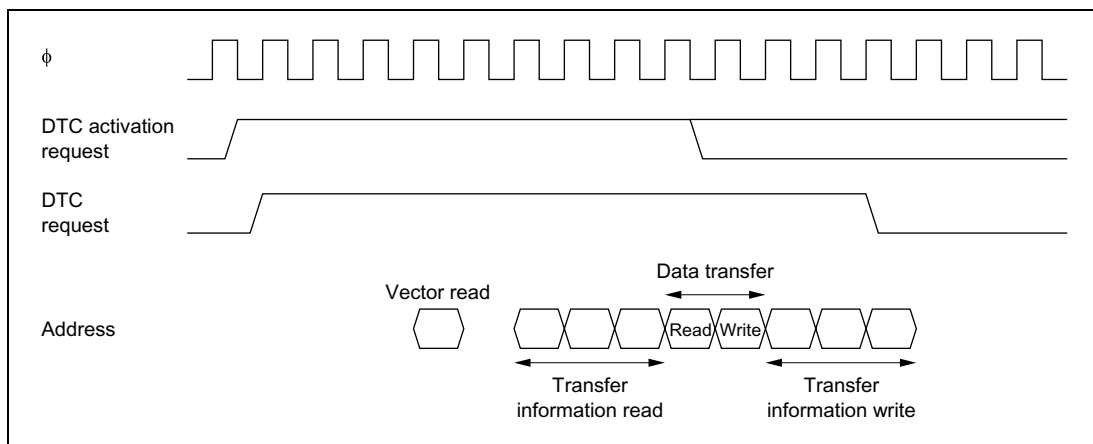 ϕ
DTC activation
request
DTC
request
Data transfer
Vector read
Address
Read Write
Transfer
information read
Transfer
information write